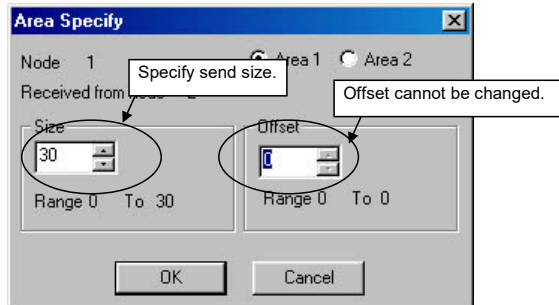 Area Specify
Node 1
Area 1 Area 2
Specify send size.
Received from
Offset cannot be changed.
Size
Offset
30
0
Range 0 To 30
Range 0 To 0
OK
Cancel